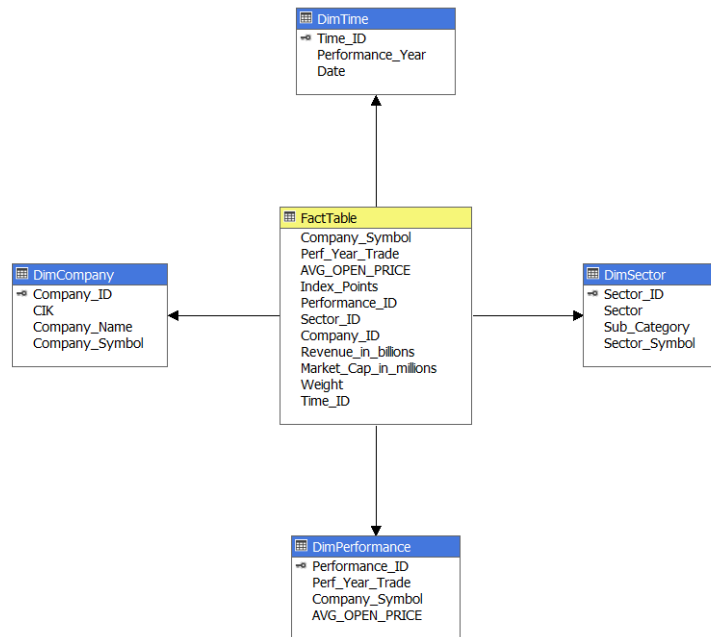 DimTime
Time_ID
Performance_Year
Date
FactTable
Company_Symbol
Perf_Year_Trade
AVG_OPEN_PRICE
Index_Points
Performance_ID
Sector_ID
Company_ID
Revenue_in_billions
Market_Cap_in_millions
Weight
Time_ID
DimCompany
Company_ID
CIK
Company_Name
Company_Symbol
DimSector
Sector_ID
Sector
Sub_Category
Sector_Symbol
DimPerformance
Performance_ID
Perf_Year_Trade
Company_Symbol
AVG_OPEN_PRICE